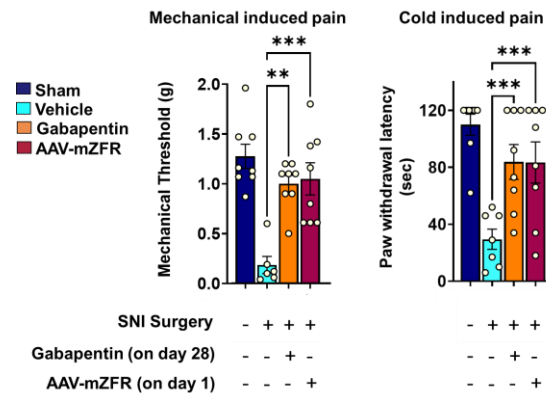 Mechanical induced pain
Cold induced pain
Sham
Vehicle
Gabapentin
AAV-mZFR
Mechanical Threshold (g)
2.0
1.5
1.0
0.5
0.0
**
***
Paw withdrawal latency
(sec)
120
80
40
0
***
***
SNI Surgery - + + + - + + +
Gabapentin (on day 28) - - + - - - + -
AAV-mZFR (on day 1) - - - + - - - +